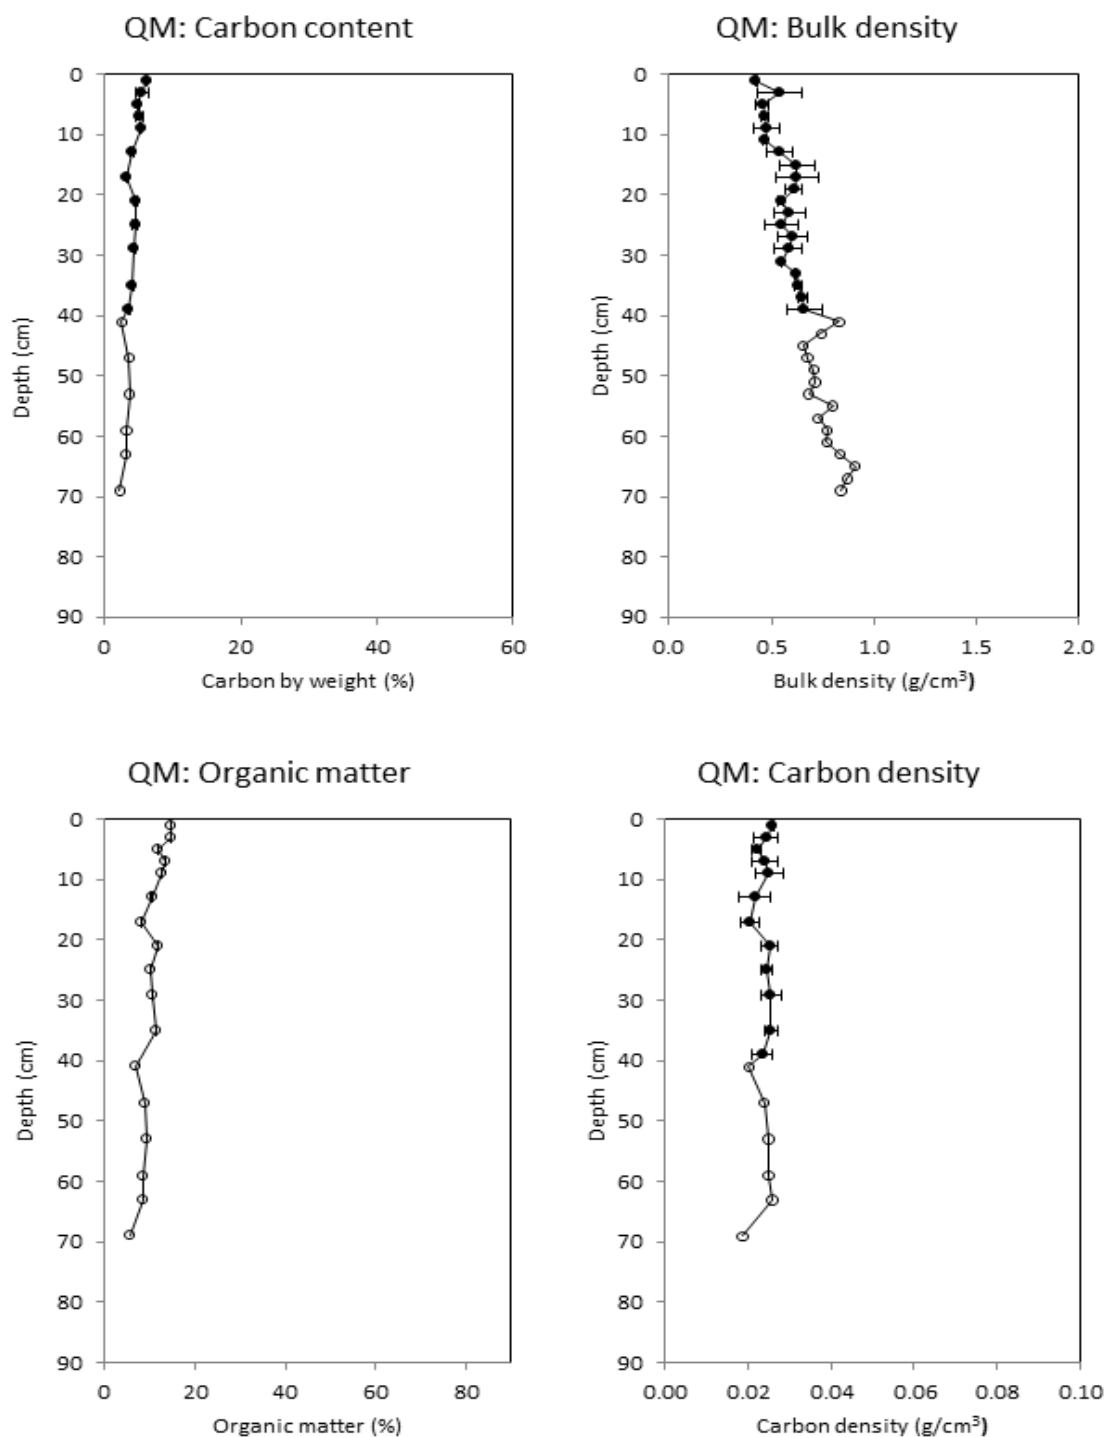 QM: Carbon content
0
10
20
30
40
50
60
70
80
90
Depth (cm)
0 20 40 60
Carbon by weight (%)
QM: Bulk density
0
10
20
30
40
50
60
70
80
90
Depth (cm)
0.0 0.5 1.0 1.5 2.0
Bulk density (g/cm³)
QM: Organic matter
0
10
20
30
40
50
60
70
80
90
Depth (cm)
0 20 40 60 80
Organic matter (%)
QM: Carbon density
0
10
20
30
40
50
60
70
80
90
Depth (cm)
0.00 0.02 0.04 0.06 0.08 0.10
Carbon density (g/cm³)